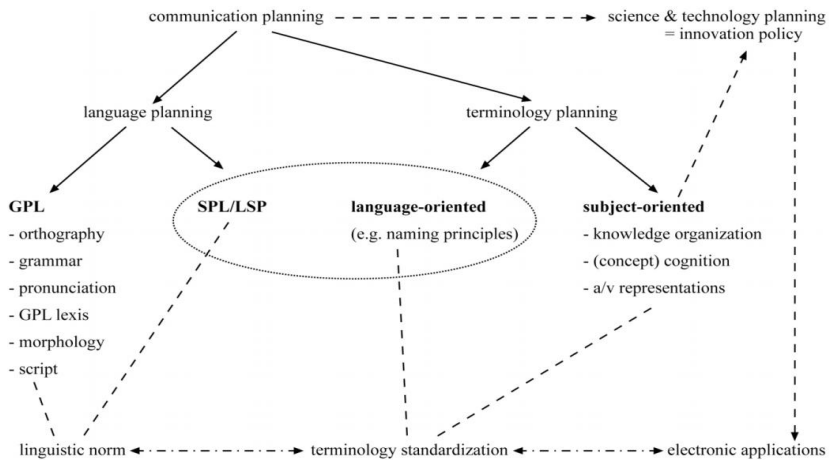 communication planning
science & technology planning
= innovation policy
language planning
terminology planning
GPL
- orthography
- grammar
- pronunciation
- GPL lexis
- morphology
- script
SPL/LSP
language-oriented
(e.g. naming principles)
subject-oriented
- knowledge organization
- (concept) cognition
- a/v representations
linguistic norm
terminology standardization
electronic applications